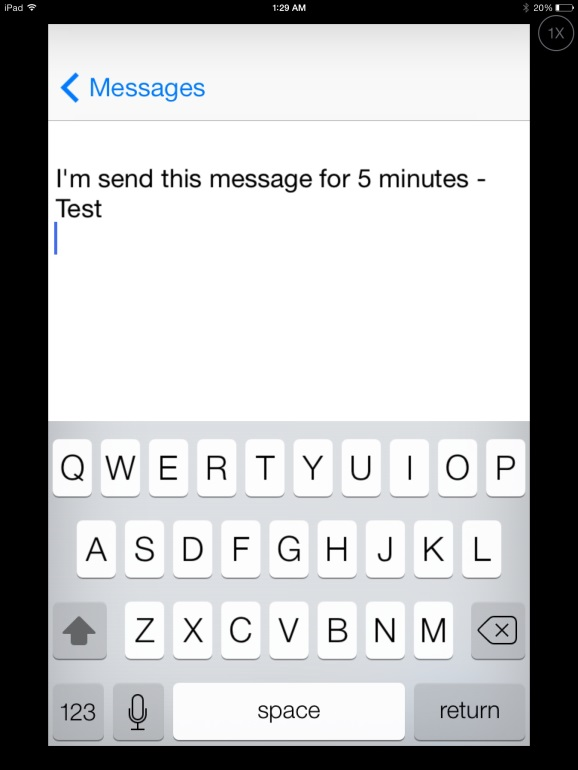 iPad 1:29 AM 20%
1X
Messages
I'm send this message for 5 minutes -
Test
Q W E R T Y U I O P
A S D F G H J K L
Z X C V B N M
123 space return